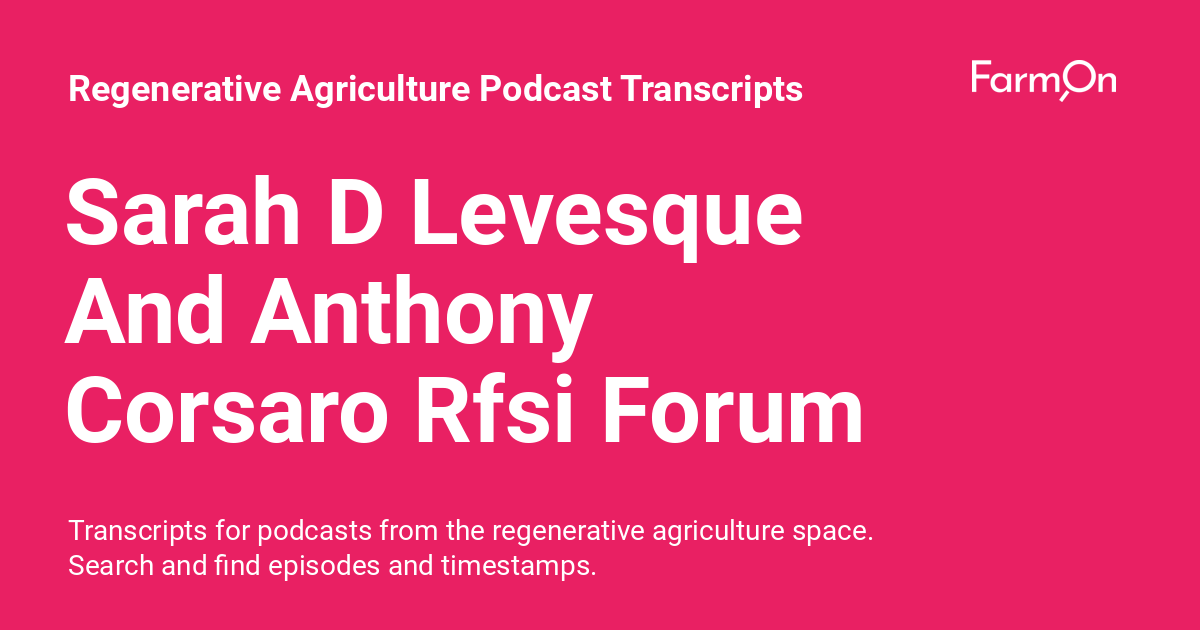 Regenerative Agriculture Podcast Transcripts
FarmOn
Sarah D Levesque
And Anthony
Corsaro Rfsi Forum
Transcripts for podcasts from the regenerative agriculture space.
Search and find episodes and timestamps.